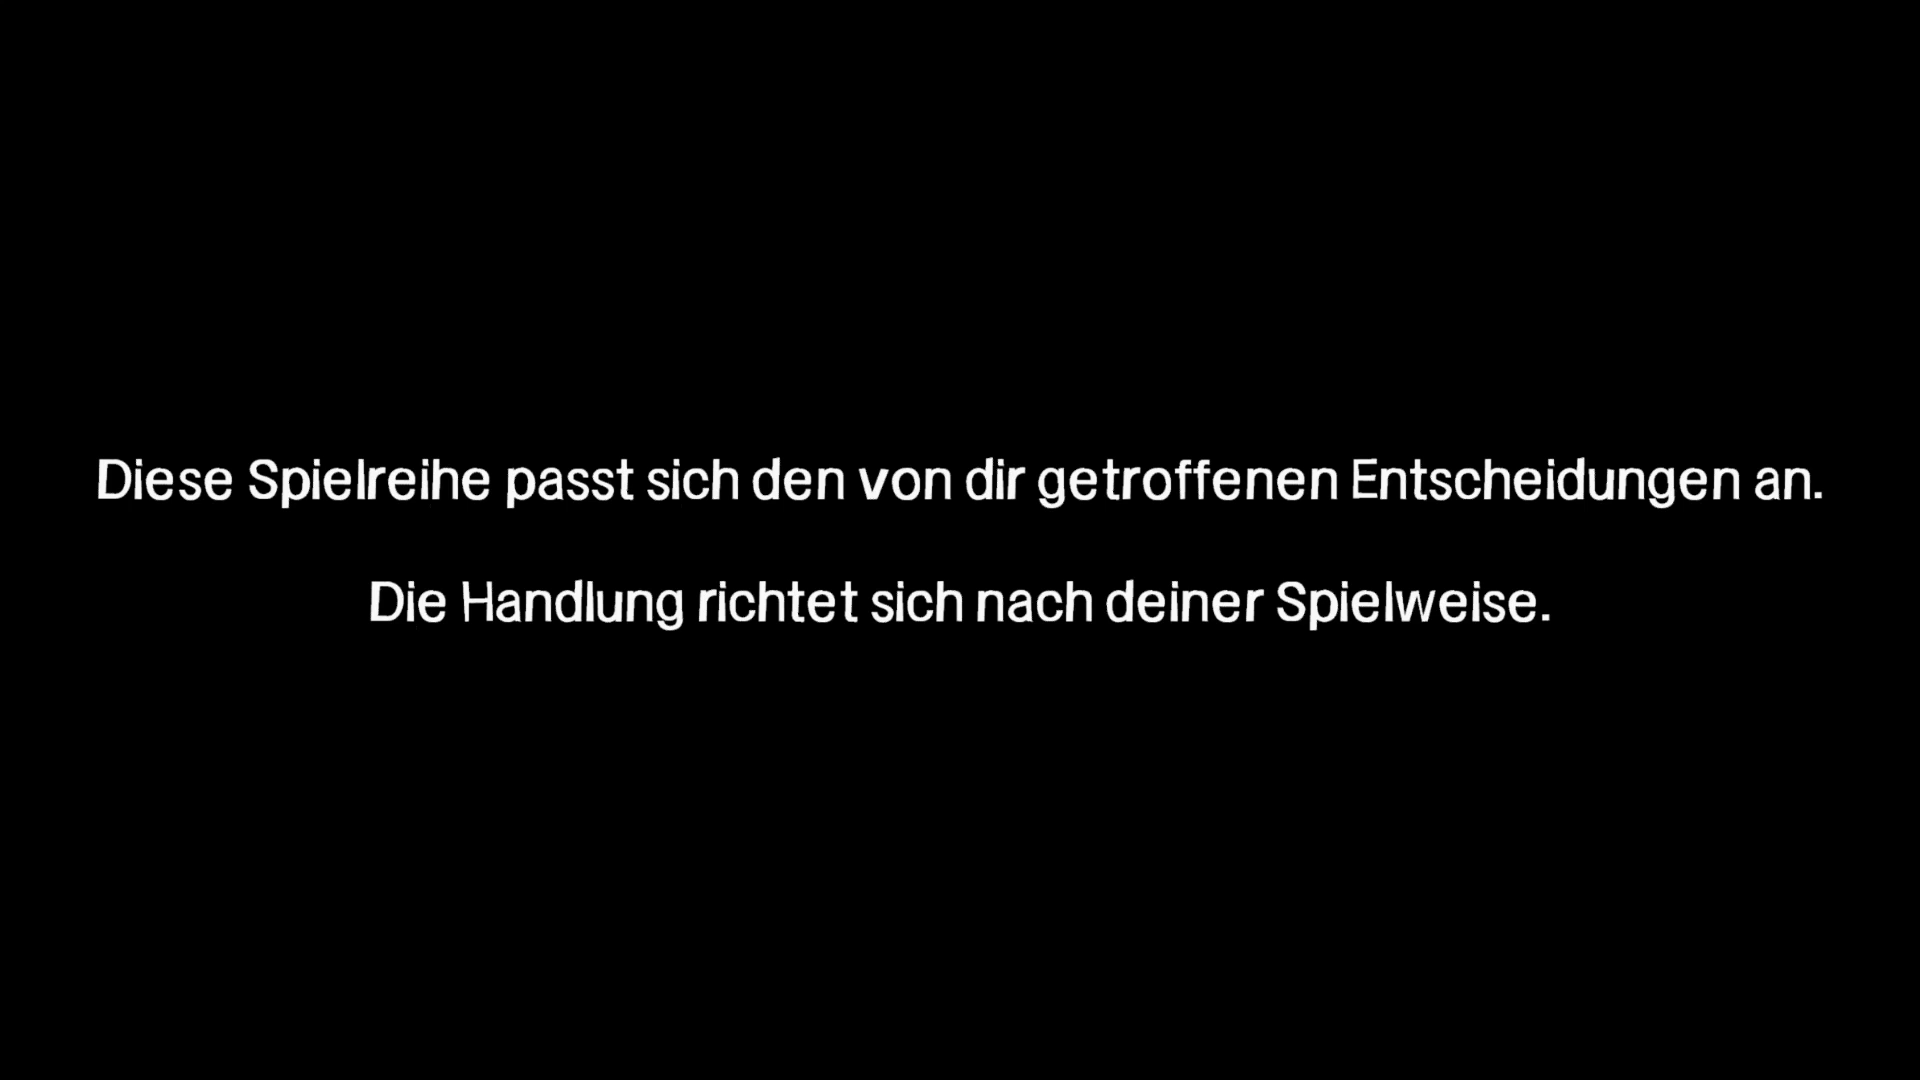 Diese Spielreihe passt sich den von dir getroffenen Entscheidungen an.
Die Handlung richtet sich nach deiner Spielweise.